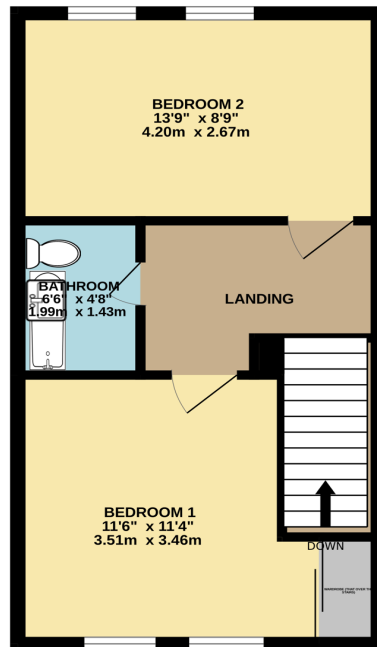 BEDROOM 2
13'9" x 8'9"
4.20m x 2.67m
BATHROOM
6'6" x 4'8"
1.99m x 1.43m
LANDING
BEDROOM 1
11'6" x 11'4"
3.51m x 3.46m
DOWN
STAIRS)